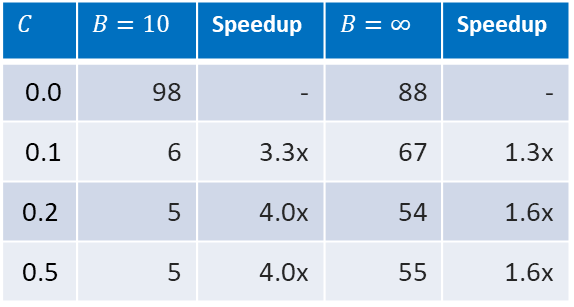 C B = 10 Speedup B = ∞ Speedup
0.0 98 - 88 -
0.1 6 3.3x 67 1.3x
0.2 5 4.0x 54 1.6x
0.5 5 4.0x 55 1.6x